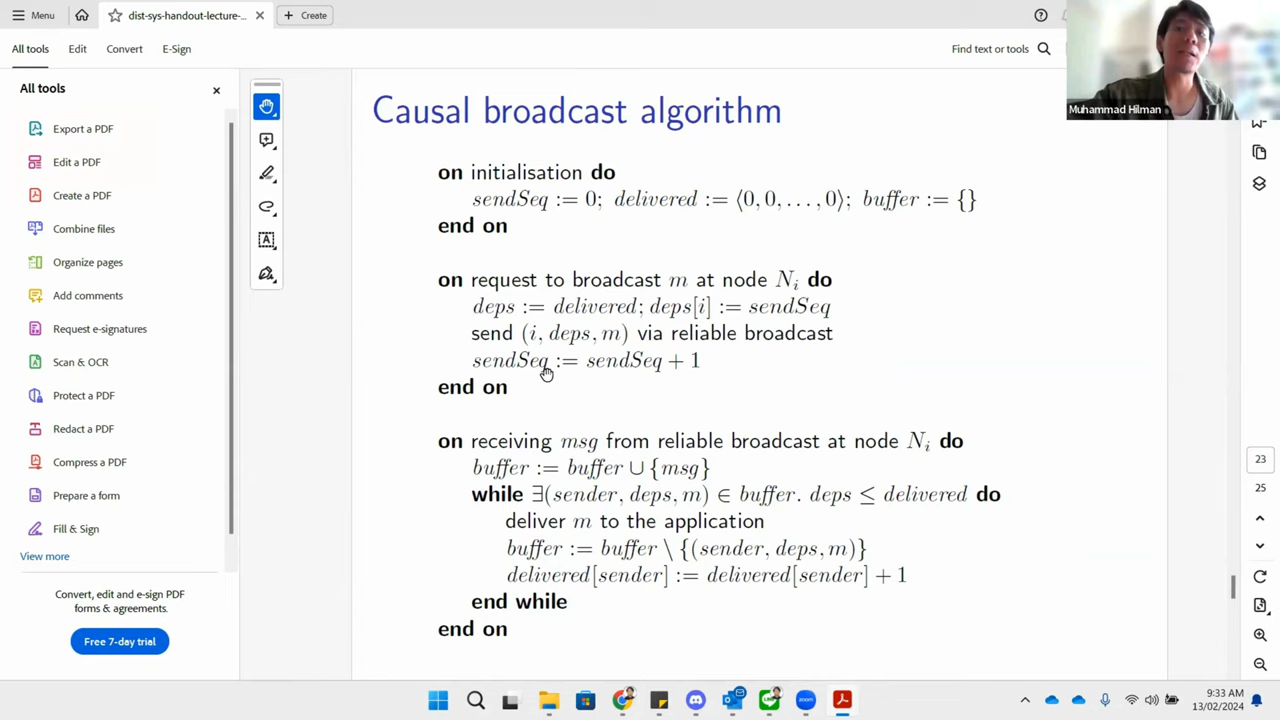 Menu
dist-sys-handout-lecture-...
Create
All tools
Edit
Convert
E-Sign
Find text or tools
Muhammad Hilman
All tools
Export a PDF
Edit a PDF
Create a PDF
Combine files
Organize pages
Add comments
Request e-signatures
Scan & OCR
Protect a PDF
Redact a PDF
Compress a PDF
Prepare a form
Fill & Sign
View more
Convert, edit and e-sign PDF
forms & agreements.
Free 7-day trial
Causal broadcast algorithm
on initialisation do
sendSeq := 0; delivered := ⟨0, 0, . . . , 0⟩; buffer := {}
end on
on request to broadcast m at node Nᵢ do
deps := delivered; deps[i] := sendSeq
send (i, deps, m) via reliable broadcast
sendSeq := sendSeq + 1
end on
on receiving msg from reliable broadcast at node Nᵢ do
buffer := buffer ∪ {msg}
while ∃(sender, deps, m) ∈ buffer. deps ≤ delivered do
deliver m to the application
buffer := buffer \ {(sender, deps, m)}
delivered[sender] := delivered[sender] + 1
end while
end on
23
25
9:33 AM
13/02/2024